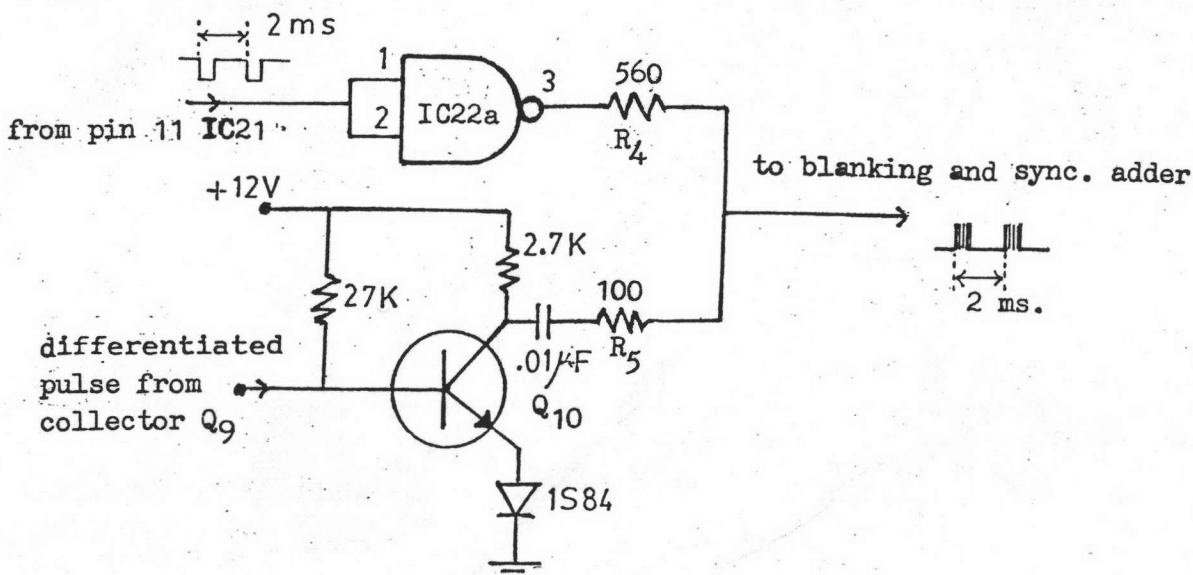 2 ms
1
2
3
IC22a
560
R4
from pin 11 IC21
to blanking and sync. adder
+12V
2.7K
27K
100
.01μF
R5
2 ms.
differentiated
pulse from
collector Q9
Q10
1S84